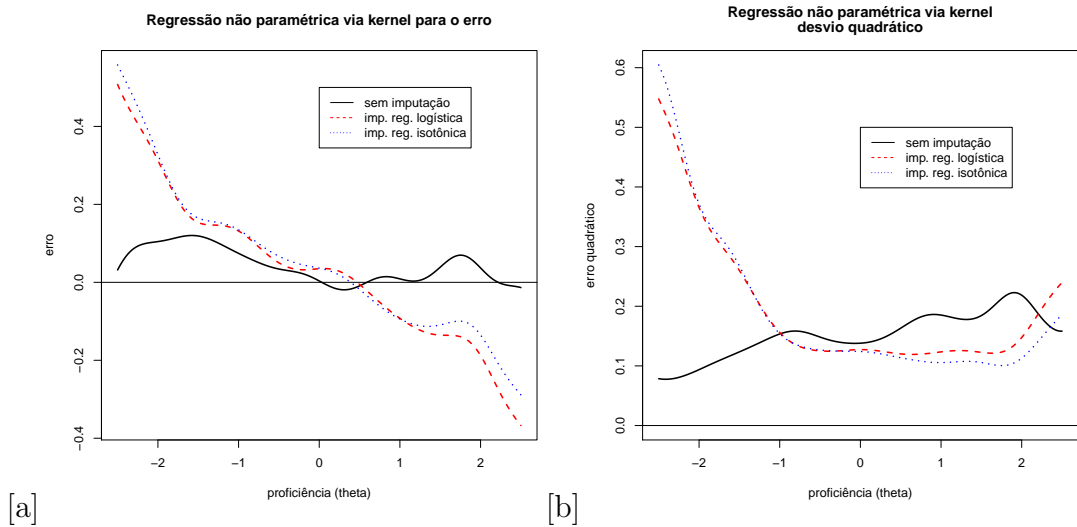 Regressão não paramétrica via kernel para o erro
erro
0.4
0.2
0.0
−0.2
−0.4
sem imputação
imp. reg. logística
imp. reg. isotônica
−2
−1
0
1
2
proficiência (theta)
[a]
Regressão não paramétrica via kernel
desvio quadrático
erro quadrático
0.6
0.5
0.4
0.3
0.2
0.1
0.0
sem imputação
imp. reg. logística
imp. reg. isotônica
−2
−1
0
1
2
proficiência (theta)
[b]